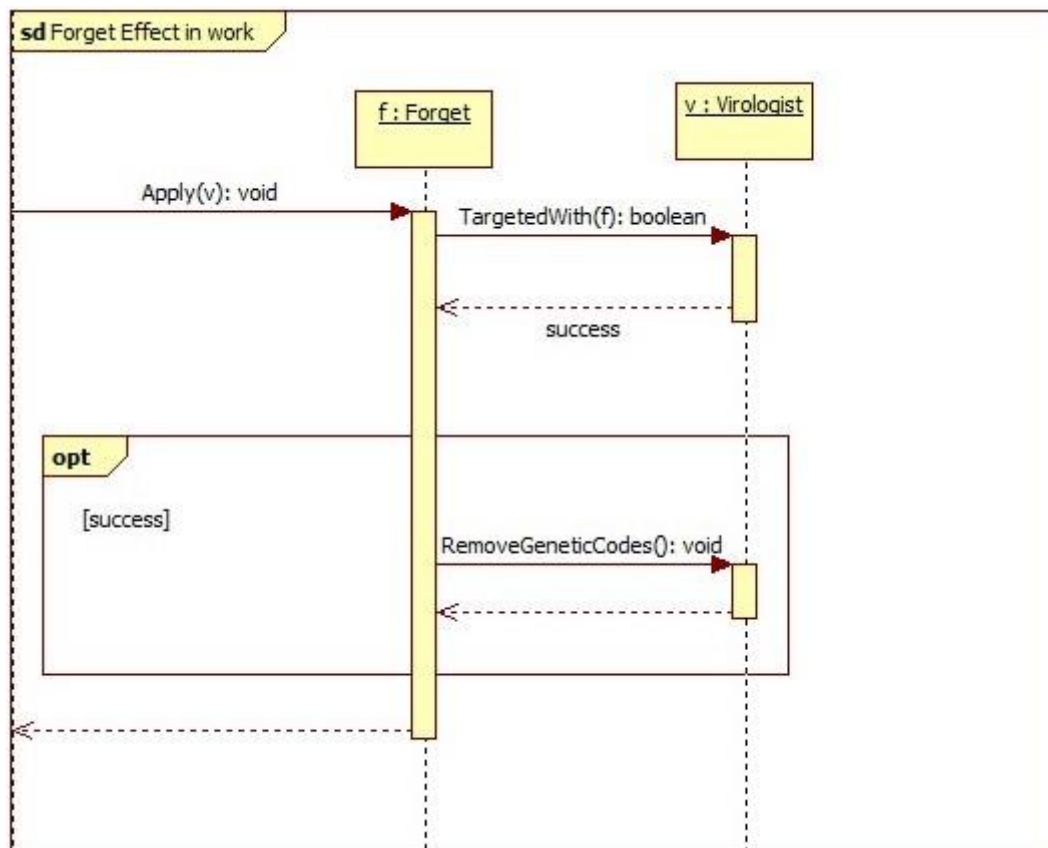 sd Forget Effect in work
f : Forget
v : Virologist
Apply(v): void
TargetedWith(f): boolean
success
opt
[success]
RemoveGeneticCodes(): void